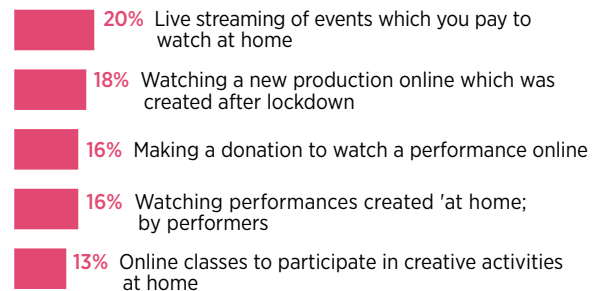 20% Live streaming of events which you pay to
watch at home
18% Watching a new production online which was
created after lockdown
16% Making a donation to watch a performance online
16% Watching performances created 'at home;
by performers
13% Online classes to participate in creative activities
at home